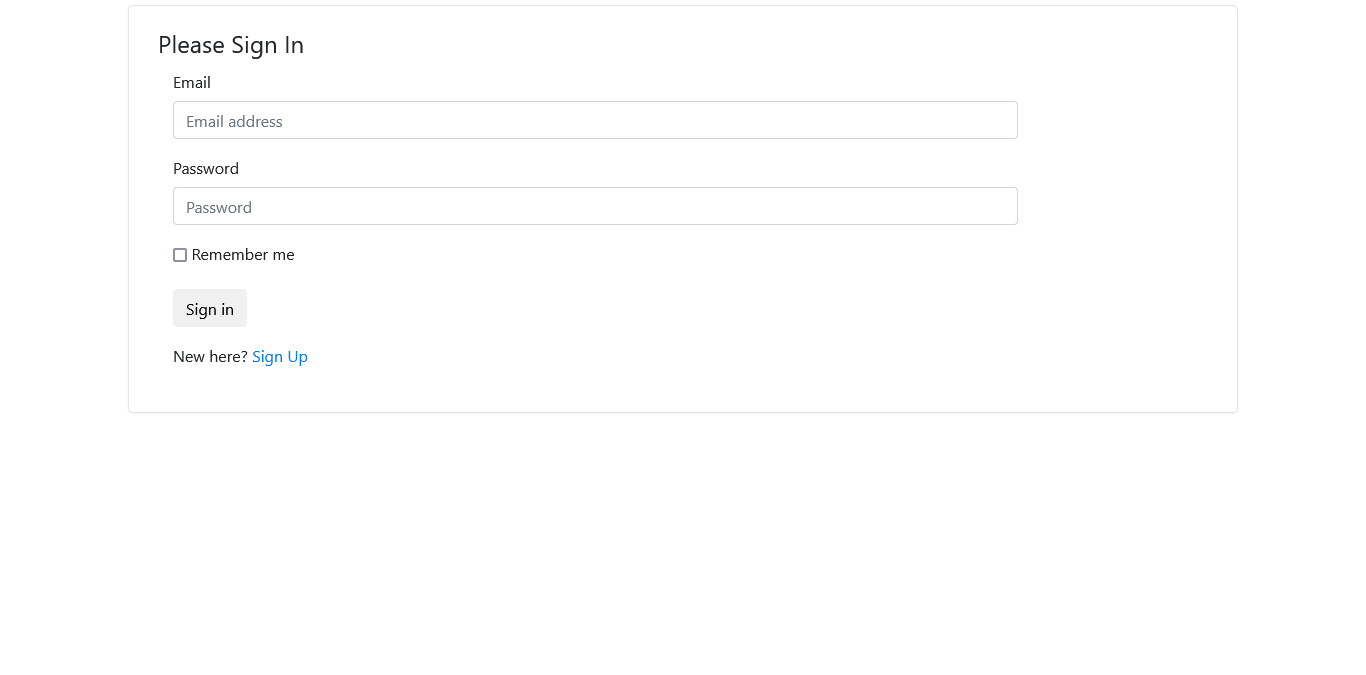 Please Sign In
Email
Email address
Password
Password
Remember me
Sign in
New here? Sign Up